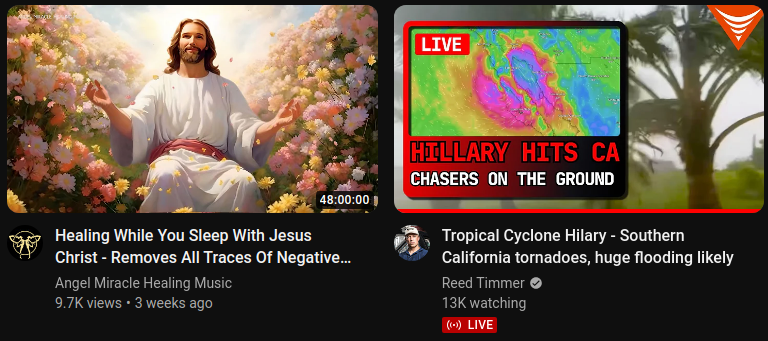 48:00:00
Healing While You Sleep With Jesus
Christ - Removes All Traces Of Negative...
Angel Miracle Healing Music
9.7K views • 3 weeks ago
LIVE
HILLARY HITS CA
CHASERS ON THE GROUND
Tropical Cyclone Hilary - Southern
California tornadoes, huge flooding likely
Reed Timmer
13K watching
LIVE